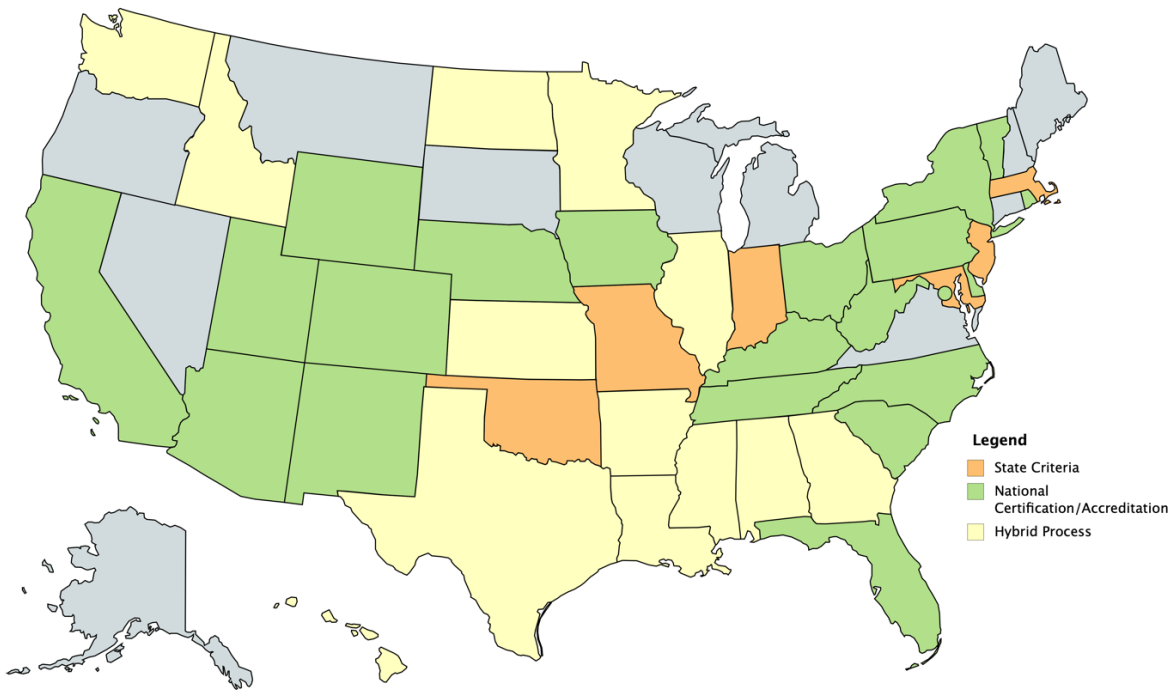 Legend
State Criteria
National
Certification/Accreditation
Hybrid Process